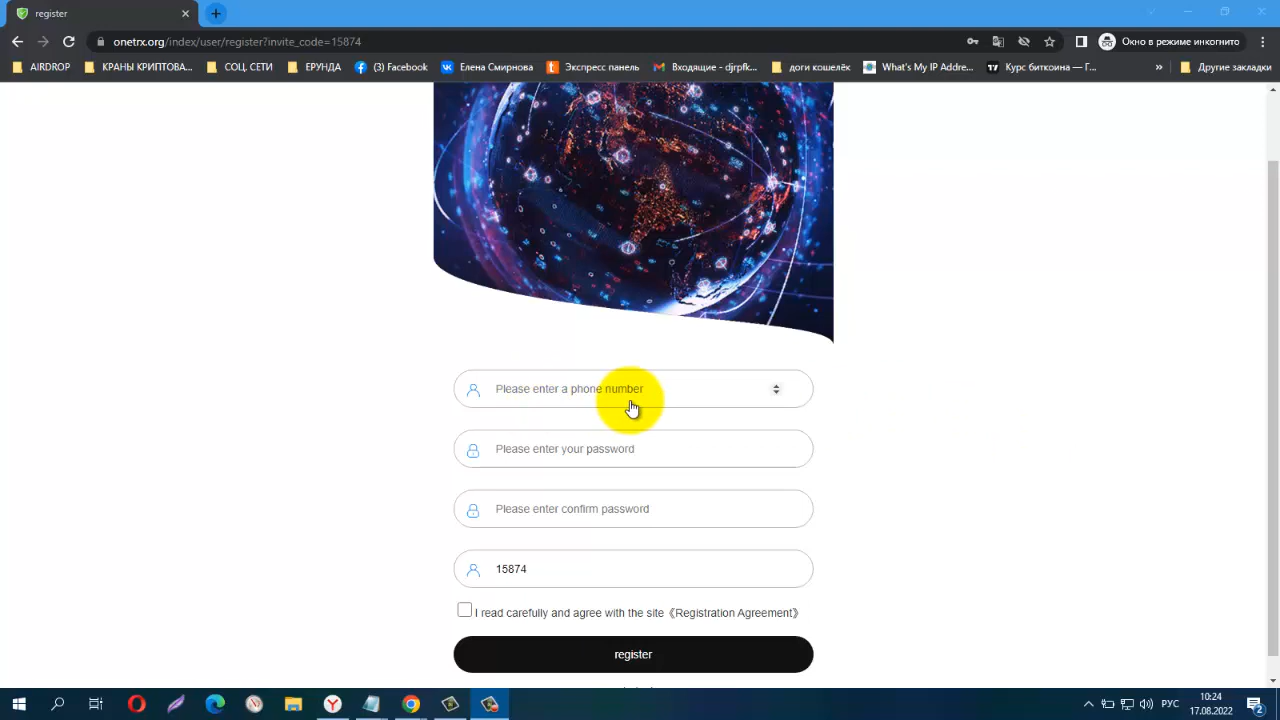 register
onetrx.org/index/user/register?invite_code=15874
Окно в режиме инкогнито
AIRDROP
КРАНЫ КРИПТОВА...
СОЦ.СЕТИ
ЕРУНДА
(3) Facebook
Елена Смирнова
Экспресс панель
Входящие - djrpfk...
доги кошелёк
What's My IP Addre...
Курс биткоина — Г...
»
Другие закладки
Please enter a phone number
Please enter your password
Please enter confirm password
15874
I read carefully and agree with the site《Registration Agreement》
register
РУС
10:24
17.08.2022
2